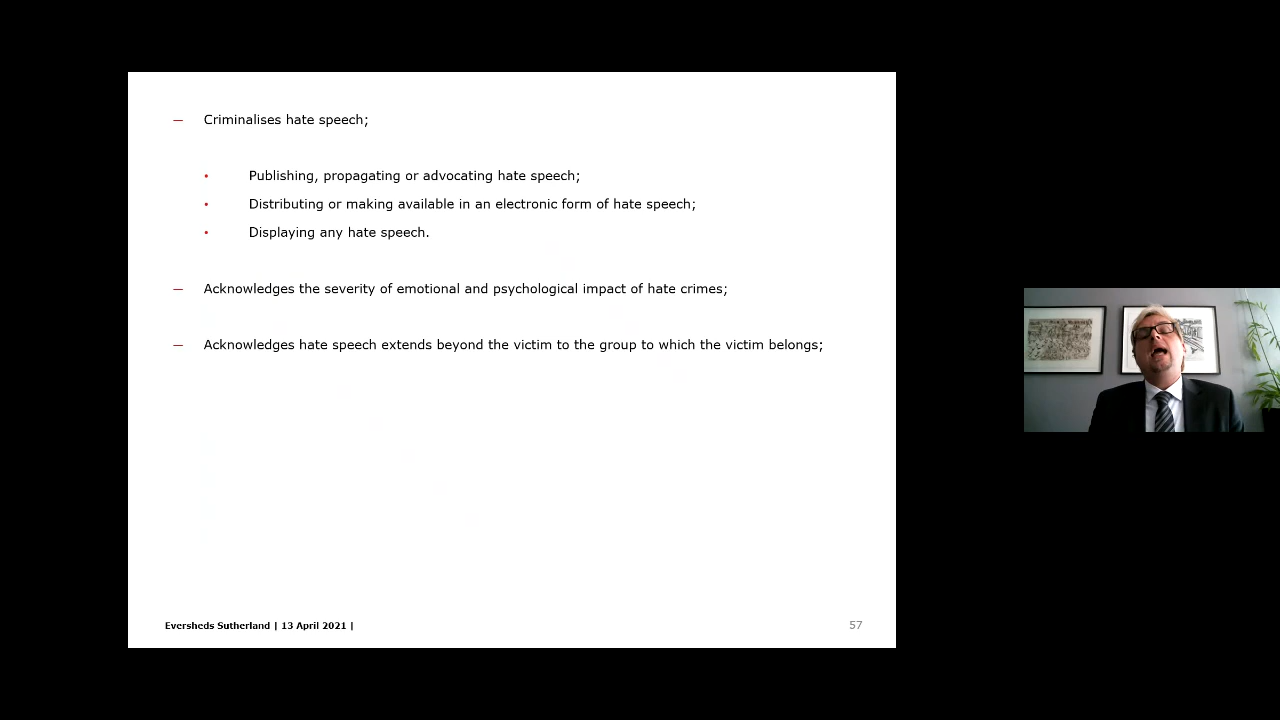 — Criminalises hate speech;
• Publishing, propagating or advocating hate speech;
• Distributing or making available in an electronic form of hate speech;
• Displaying any hate speech.
— Acknowledges the severity of emotional and psychological impact of hate crimes;
— Acknowledges hate speech extends beyond the victim to the group to which the victim belongs;
Eversheds Sutherland | 13 April 2021 |
57